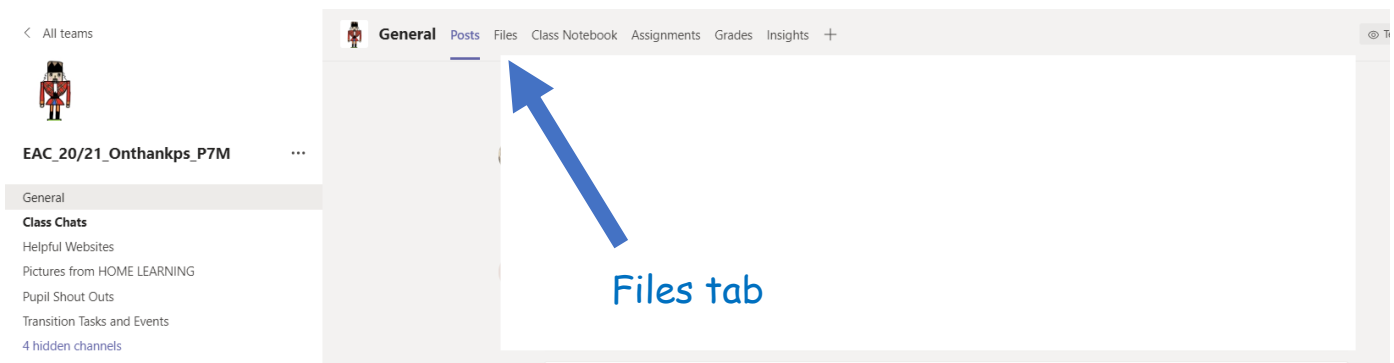 All teams
EAC_20/21_Onthankps_P7M
General
Class Chats
Helpful Websites
Pictures from HOME LEARNING
Pupil Shout Outs
Transition Tasks and Events
4 hidden channels
General Posts Files Class Notebook Assignments Grades Insights
Files tab